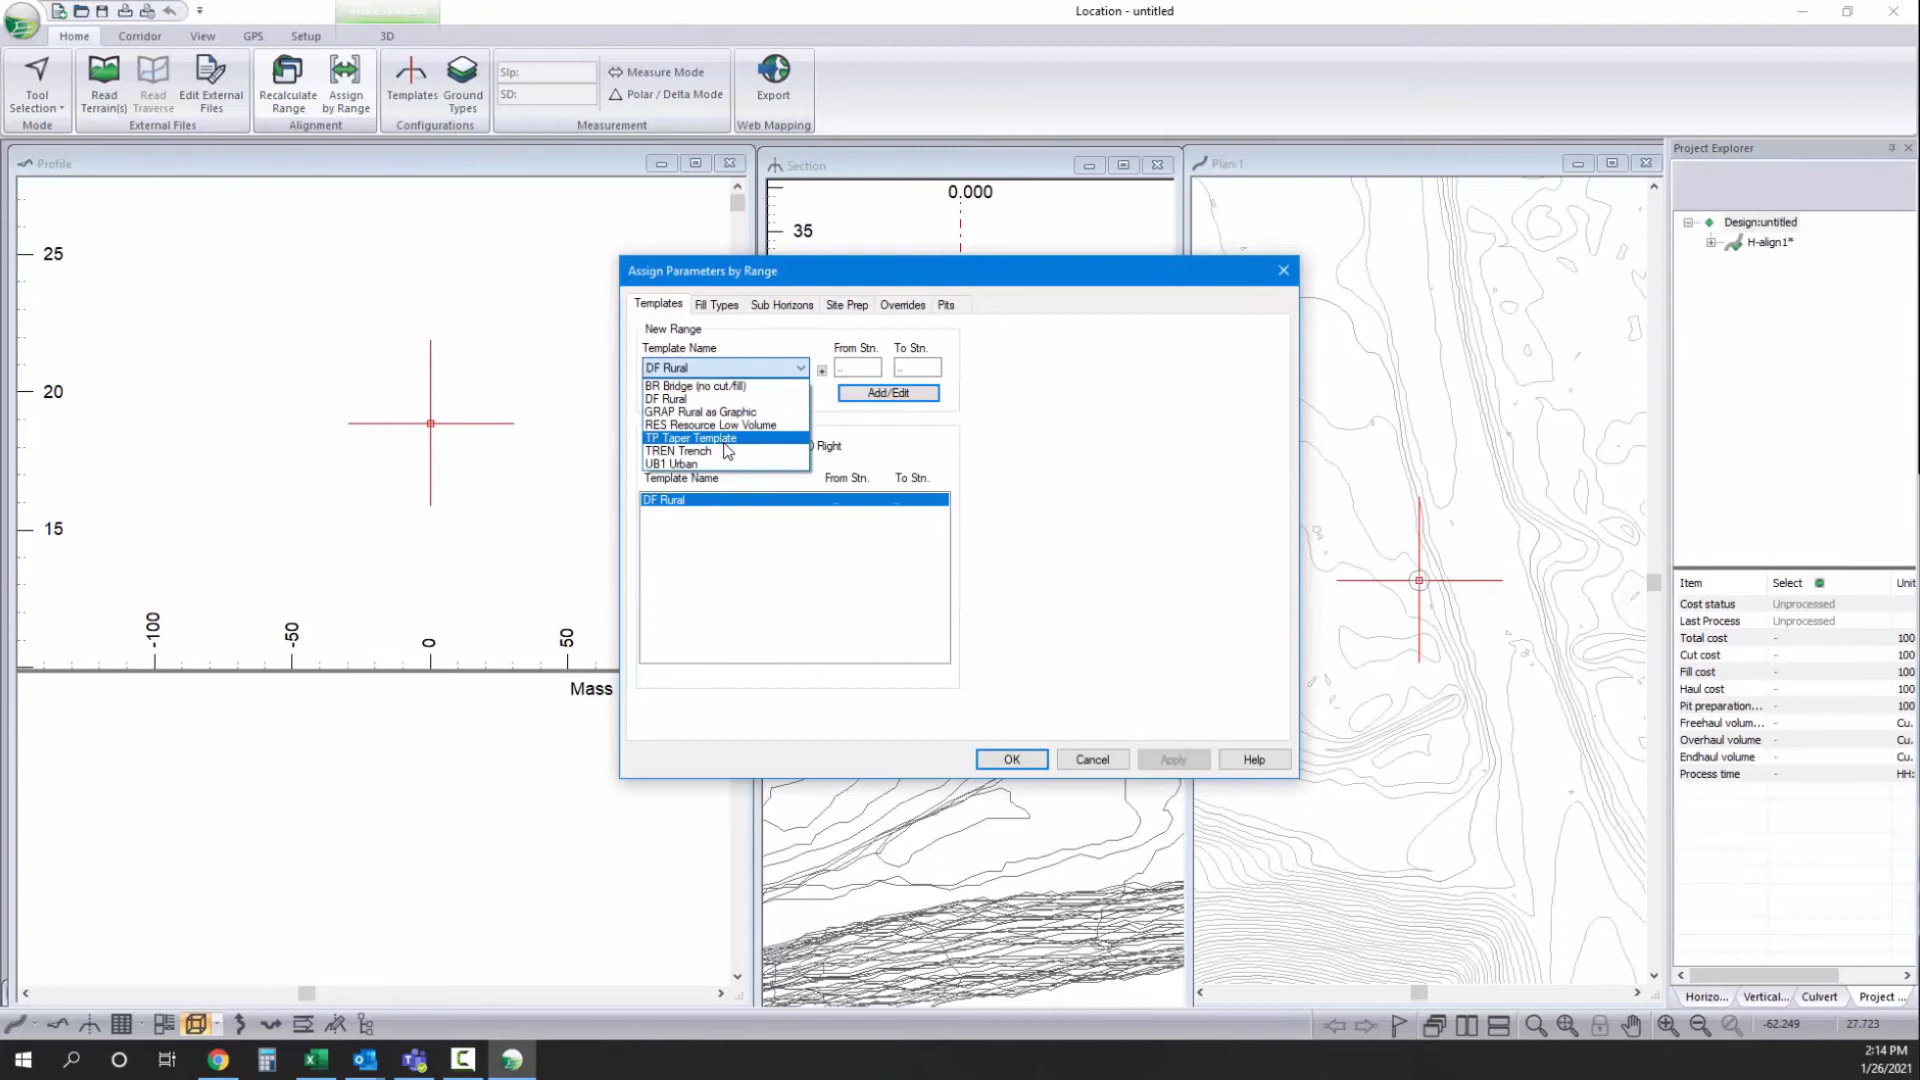 Location - untitled
Home
Corridor
View
GPS
Setup
3D
Tool
Selection
Mode
Read
Terrain(s)
Read
Traverse
Edit External
Files
External Files
Recalculate
Range
Assign
by Range
Alignment
Templates
Ground
Types
Configurations
Slp:
SD:
Measure Mode
Polar / Delta Mode
Measurement
Export
Web Mapping
Profile
25
20
15
-100
-50
0
50
Mass
Section
0.000
35
Plan:1
Assign Parameters by Range
Templates
Fill Types
Sub Horizons
Site Prep
Overrides
Pits
New Range
Template Name
From Stn.
To Stn.
DF Rural
..
..
Add/Edit
BR Bridge (no cut/fill)
DF Rural
GRAP Rural as Graphic
RES Resource Low Volume
TP Taper Template
TREN Trench
UB1 Urban
Right
Template Name
From Stn.
To Stn.
DF Rural
..
..
OK
Cancel
Apply
Help
Project Explorer
Design:untitled
H-align1*
Item
Select
Unit
Cost status
Unprocessed
Last Process
Unprocessed
Total cost
-
100
Cut cost
-
100
Fill cost
-
100
Haul cost
-
100
Pit preparation...
-
100
Freehaul volum...
-
Cu.
Overhaul volume
-
Cu.
Endhaul volume
-
Cu.
Process time
-
HH:
Horizo...
Vertical...
Culvert
Project ...
-62.249
27.723
2:14 PM
1/26/2021